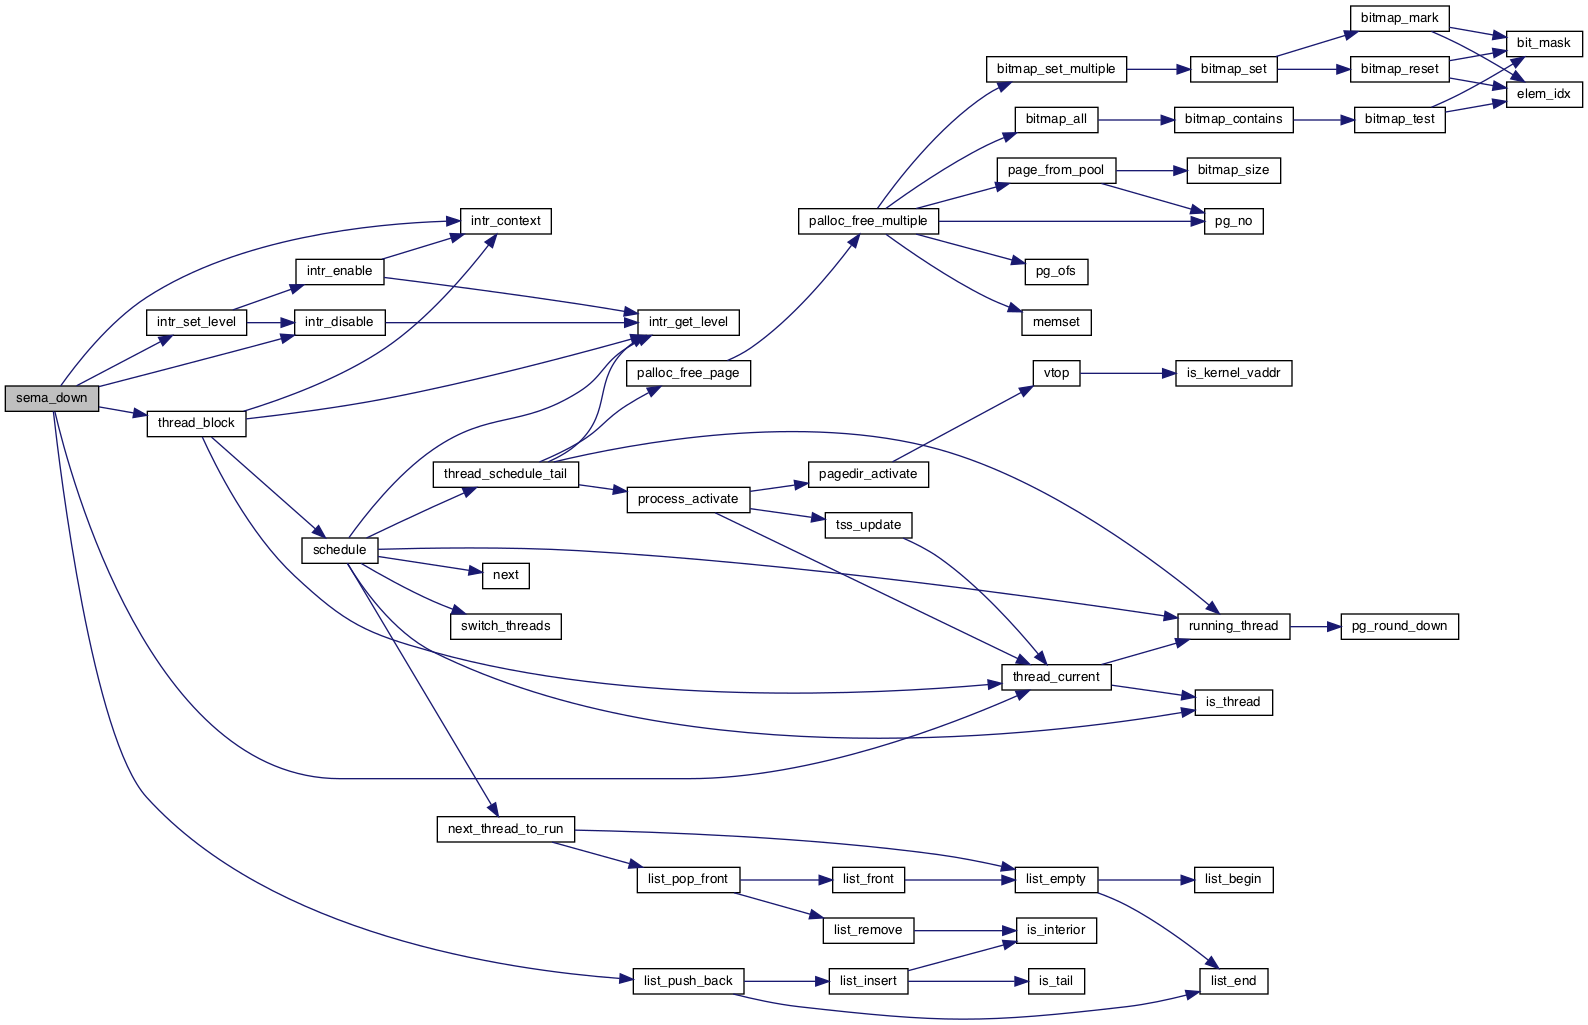 bitmap_mark
bit_mask
bitmap_set_multiple
bitmap_set
bitmap_reset
elem_idx
bitmap_all
bitmap_contains
bitmap_test
page_from_pool
bitmap_size
intr_context
palloc_free_multiple
pg_no
intr_enable
pg_ofs
intr_set_level
intr_disable
intr_get_level
memset
palloc_free_page
vtop
is_kernel_vaddr
sema_down
thread_block
thread_schedule_tail
pagedir_activate
process_activate
tss_update
schedule
next
switch_threads
running_thread
pg_round_down
thread_current
is_thread
next_thread_to_run
list_pop_front
list_front
list_empty
list_begin
list_remove
is_interior
list_push_back
list_insert
is_tail
list_end